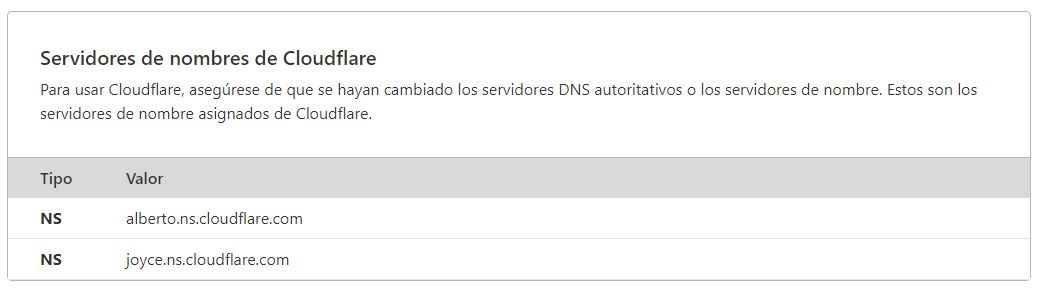 Servidores de nombres de Cloudflare
Para usar Cloudflare, asegúrese de que se hayan cambiado los servidores DNS autoritativos o los servidores de nombre. Estos son los
servidores de nombre asignados de Cloudflare.
Tipo Valor
NS alberto.ns.cloudflare.com
NS joyce.ns.cloudflare.com